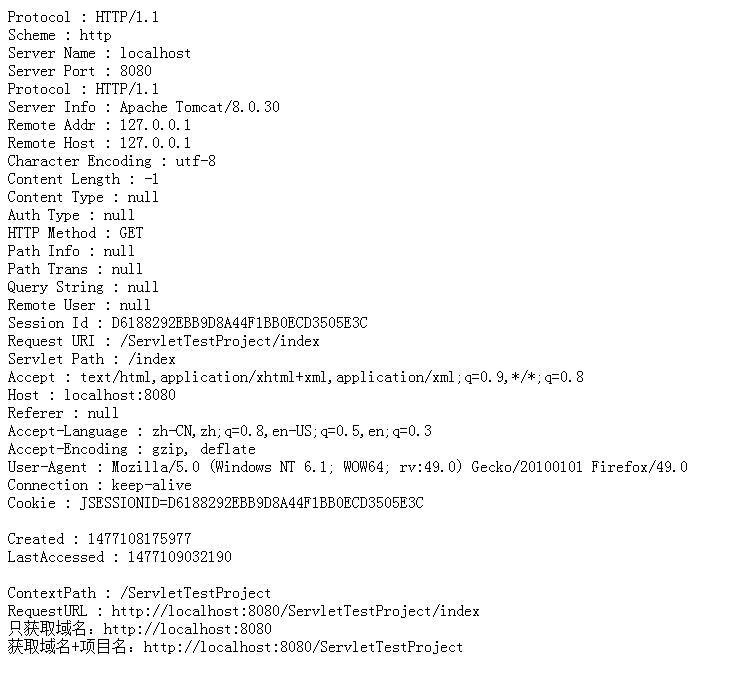 Protocol : HTTP/1.1
Scheme : http
Server Name : localhost
Server Port : 8080
Protocol : HTTP/1.1
Server Info : Apache Tomcat/8.0.30
Remote Addr : 127.0.0.1
Remote Host : 127.0.0.1
Character Encoding : utf-8
Content Length : -1
Content Type : null
Auth Type : null
HTTP Method : GET
Path Info : null
Path Trans : null
Query String : null
Remote User : null
Session Id : D6188292EBB9D8A44F1BB0ECD3505E3C
Request URI : /ServletTestProject/index
Servlet Path : /index
Accept : text/html,application/xhtml+xml,application/xml;q=0.9,*/*;q=0.8
Host : localhost:8080
Referer : null
Accept-Language : zh-CN,zh;q=0.8,en-US;q=0.5,en;q=0.3
Accept-Encoding : gzip, deflate
User-Agent : Mozilla/5.0 (Windows NT 6.1; WOW64; rv:49.0) Gecko/20100101 Firefox/49.0
Connection : keep-alive
Cookie : JSESSIONID=D6188292EBB9D8A44F1BB0ECD3505E3C
Created : 1477108175977
LastAccessed : 1477109032190
ContextPath : /ServletTestProject
RequestURL : http://localhost:8080/ServletTestProject/index
只获取域名：http://localhost:8080
获取域名+项目名：http://localhost:8080/ServletTestProject